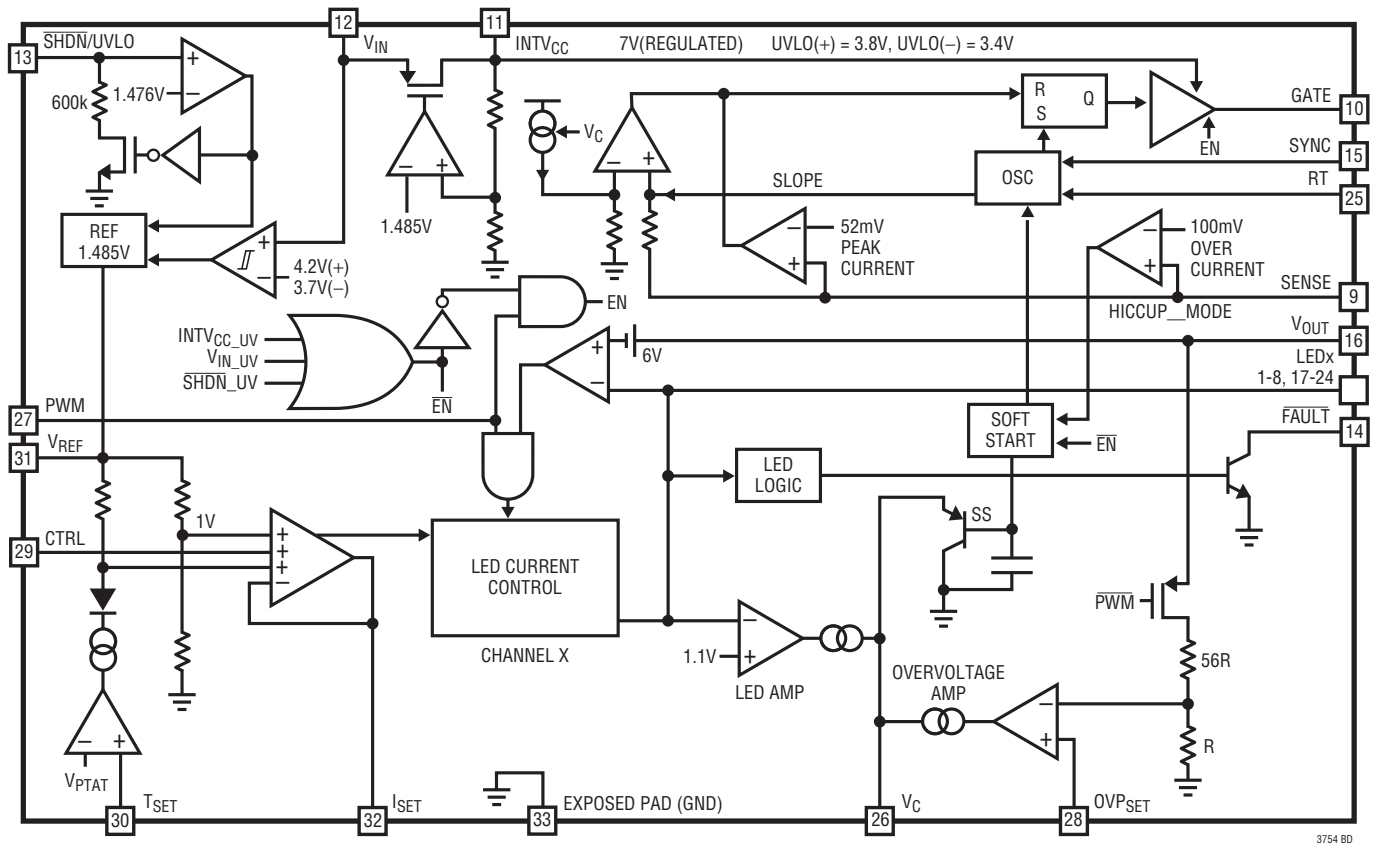 12
11
13
SHDN/UVLO
VIN
INTVCC
7V(REGULATED) UVLO(+) = 3.8V, UVLO(−) = 3.4V
+
−
1.476V
600k
VC
R
S
Q
GATE
10
EN
SYNC
15
RT
25
OSC
SLOPE
− +
− +
1.485V
REF
1.485V
+
−
4.2V(+)
3.7V(−)
−
+
52mV
PEAK
CURRENT
−
+
100mV
OVER
CURRENT
SENSE
9
HICCUP__MODE
EN
INTVCC_UV
VIN_UV
SHDN_UV
EN
+
−
6V
VOUT
16
LEDx
1-8, 17-24
FAULT
14
27
PWM
31
VREF
SOFT
START
EN
LED
LOGIC
SS
1V
29
CTRL
+
+
+
−
LED CURRENT
CONTROL
CHANNEL X
PWM
56R
R
−
+
1.1V
LED AMP
OVERVOLTAGE
AMP
−
+
− +
VPTAT
TSET
30
ISET
32
EXPOSED PAD (GND)
33
VC
26
OVPSET
28
3754 BD